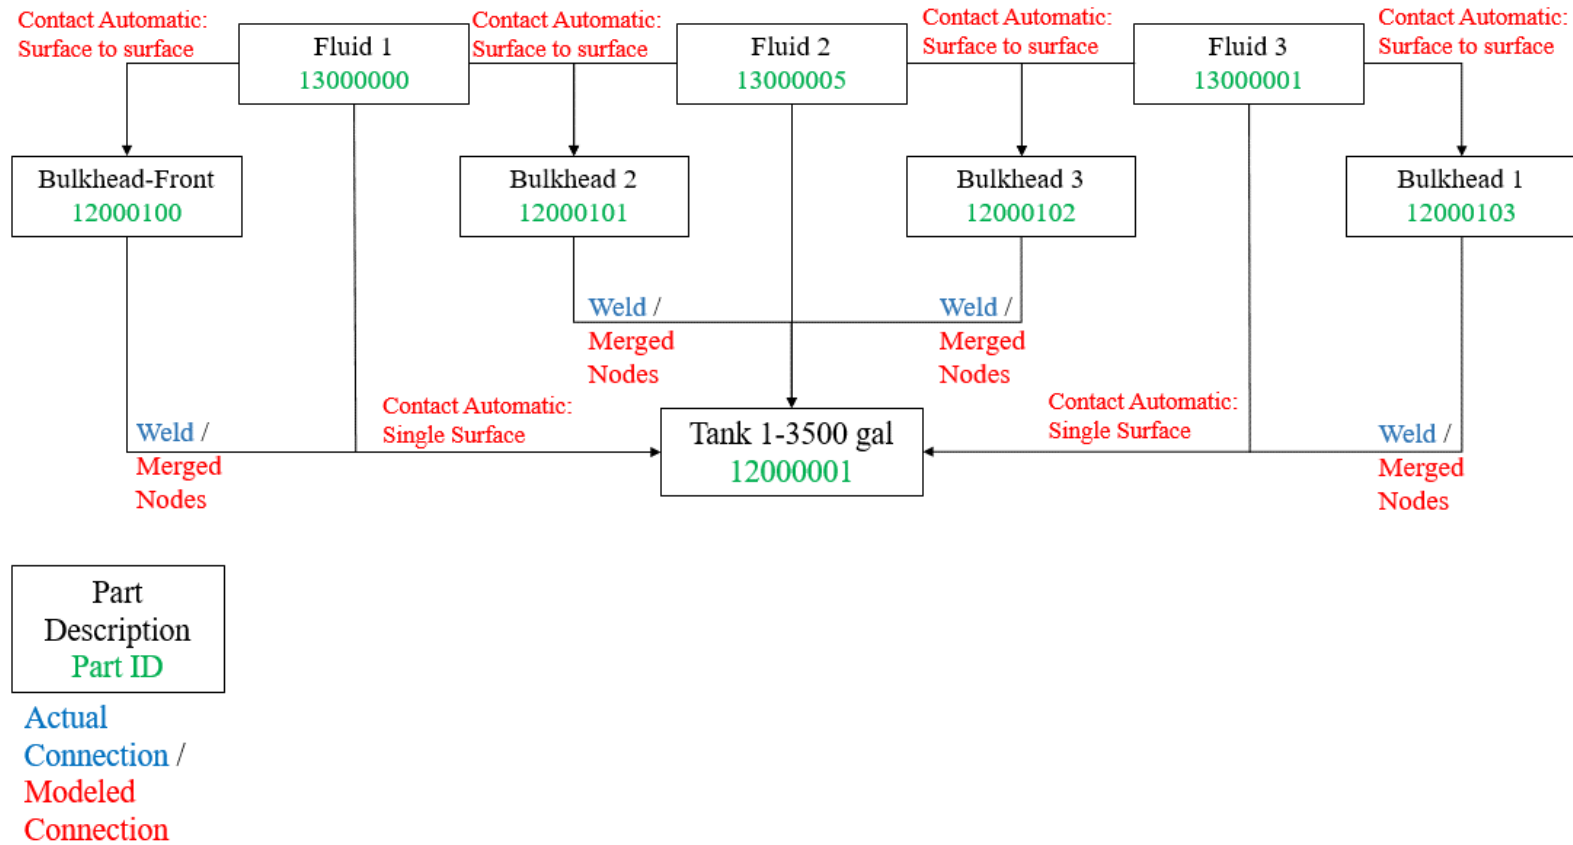 Contact Automatic:
Surface to surface
Fluid 1
13000000
Contact Automatic:
Surface to surface
Fluid 2
13000005
Contact Automatic:
Surface to surface
Fluid 3
13000001
Contact Automatic:
Surface to surface
Bulkhead-Front
12000100
Bulkhead 2
12000101
Bulkhead 3
12000102
Bulkhead 1
12000103
Weld /
Merged
Nodes
Weld /
Merged
Nodes
Weld /
Merged
Nodes
Contact Automatic:
Single Surface
Tank 1-3500 gal
12000001
Contact Automatic:
Single Surface
Weld /
Merged
Nodes
Part
Description
Part ID
Actual
Connection /
Modeled
Connection